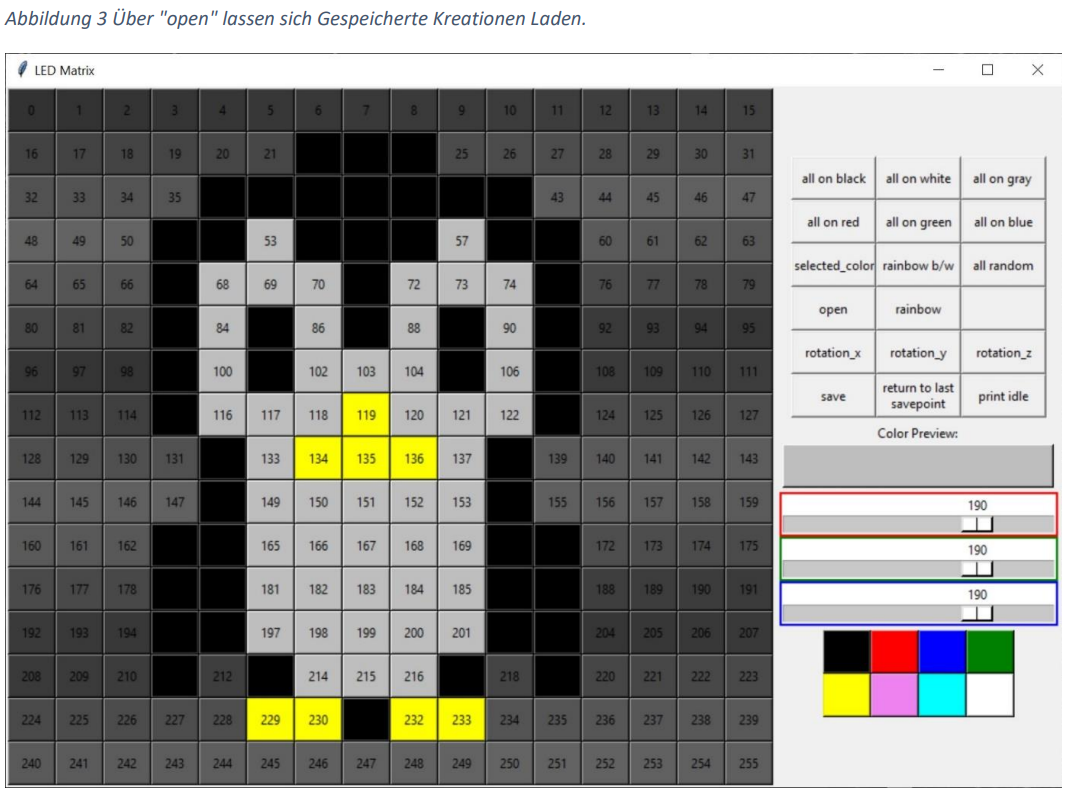 Abbildung 3 Über "open" lassen sich Gespeicherte Kreationen Laden.
LED Matrix
0 1 2 3 4 5 6 7 8 9 10 11 12 13 14 15
16 17 18 19 20 21 25 26 27 28 29 30 31
32 33 34 35 43 44 45 46 47
48 49 50 53 57 60 61 62 63
64 65 66 68 69 70 72 73 74 76 77 78 79
80 81 82 84 86 88 90 92 93 94 95
96 97 98 100 102 103 104 106 108 109 110 111
112 113 114 116 117 118 119 120 121 122 124 125 126 127
128 129 130 131 133 134 135 136 137 139 140 141 142 143
144 145 146 147 149 150 151 152 153 155 156 157 158 159
160 161 162 165 166 167 168 169 172 173 174 175
176 177 178 181 182 183 184 185 188 189 190 191
192 193 194 197 198 199 200 201 204 205 206 207
208 209 210 212 214 215 216 218 220 221 222 223
224 225 226 227 228 229 230 232 233 234 235 236 237 238 239
240 241 242 243 244 245 246 247 248 249 250 251 252 253 254 255
all on black all on white all on gray
all on red all on green all on blue
selected_color rainbow b/w all random
open rainbow
rotation_x rotation_y rotation_z
save return to last savepoint print idle
Color Preview:
190
190
190